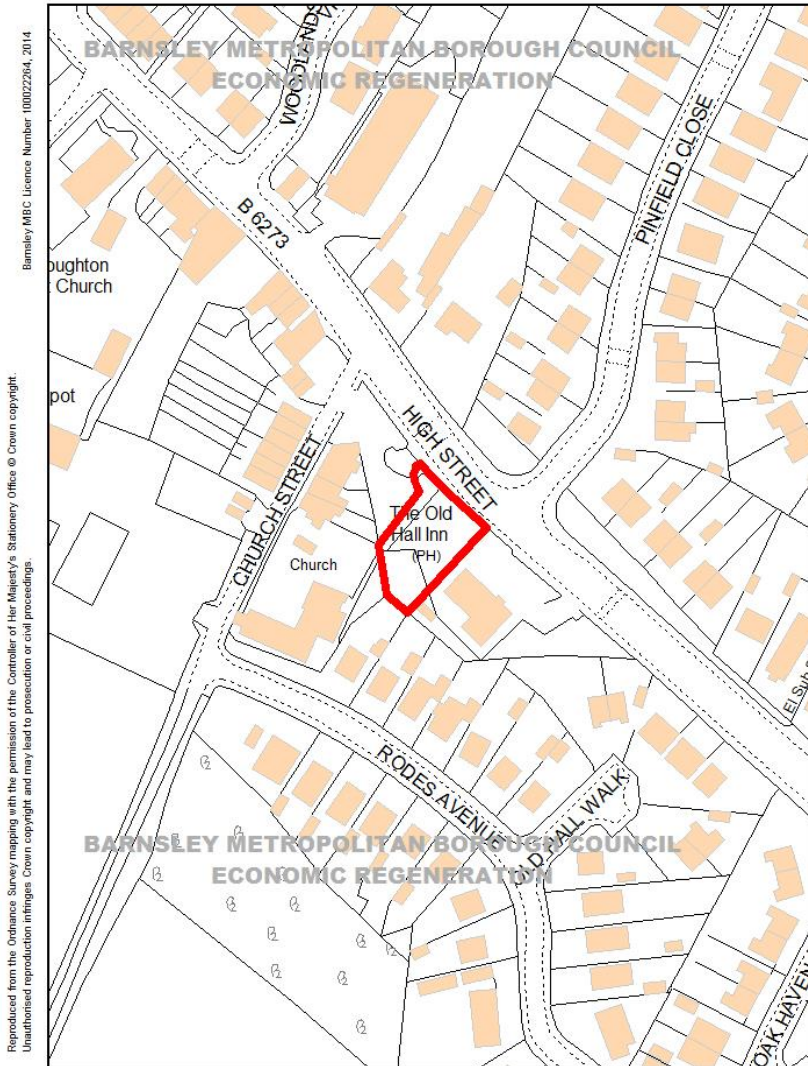 Barnsley MBC Licence Number 100022264, 2014
Reproduced from the Ordnance Survey mapping with the permission of the Controller of Her Majesty's Stationery Office © Crown copyright.
Unauthorised reproduction infringes Crown copyright and may lead to prosecution or civil proceedings.
BARNSLEY METROPOLITAN BOROUGH COUNCIL
ECONOMIC REGENERATION
WOODLANDS
PINFIELD CLOSE
B 6273
oughton
Church
pot
HIGH STREET
CHURCH STREET
The Old
Hall Inn
(PH)
Church
El Sub
RODES AVENUE
OLD HALL WALK
BARNSLEY METROPOLITAN BOROUGH COUNCIL
ECONOMIC REGENERATION
OAK HAVEN